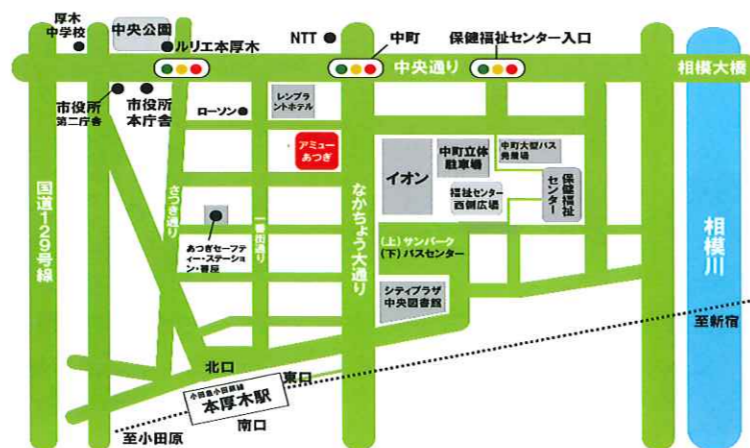 厚木
中学校
中央公園
ルリエ本厚木
NTT
中町
保健福祉センター入口
中央通り
相模大橋
市役所
第二庁舎
市役所
本庁舎
ローソン
レンブラ
ントホテル
アミュー
あつぎ
イオン
中町立体
駐車場
中町大型バス
発着場
福祉センター
西側広場
保健福祉
センター
国道129号線
さつき通り
一番街通り
なかちょう大通り
相模川
あつぎセーフテ
ィー・ステーショ
ン・番屋
(上)サンパーク
(下)バスセンター
シティプラザ
中央図書館
至新宿
北口
東口
小田急小田原線
本厚木駅
南口
至小田原